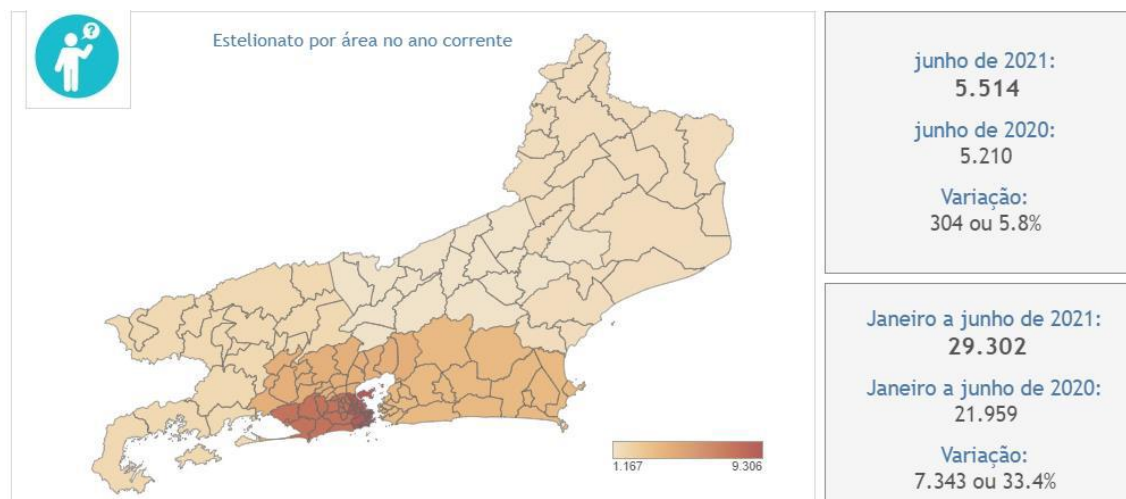 ?
Estelionato por área no ano corrente
1.167
9.306
junho de 2021:
5.514
junho de 2020:
5.210
Variação:
304 ou 5.8%
Janeiro a junho de 2021:
29.302
Janeiro a junho de 2020:
21.959
Variação:
7.343 ou 33.4%